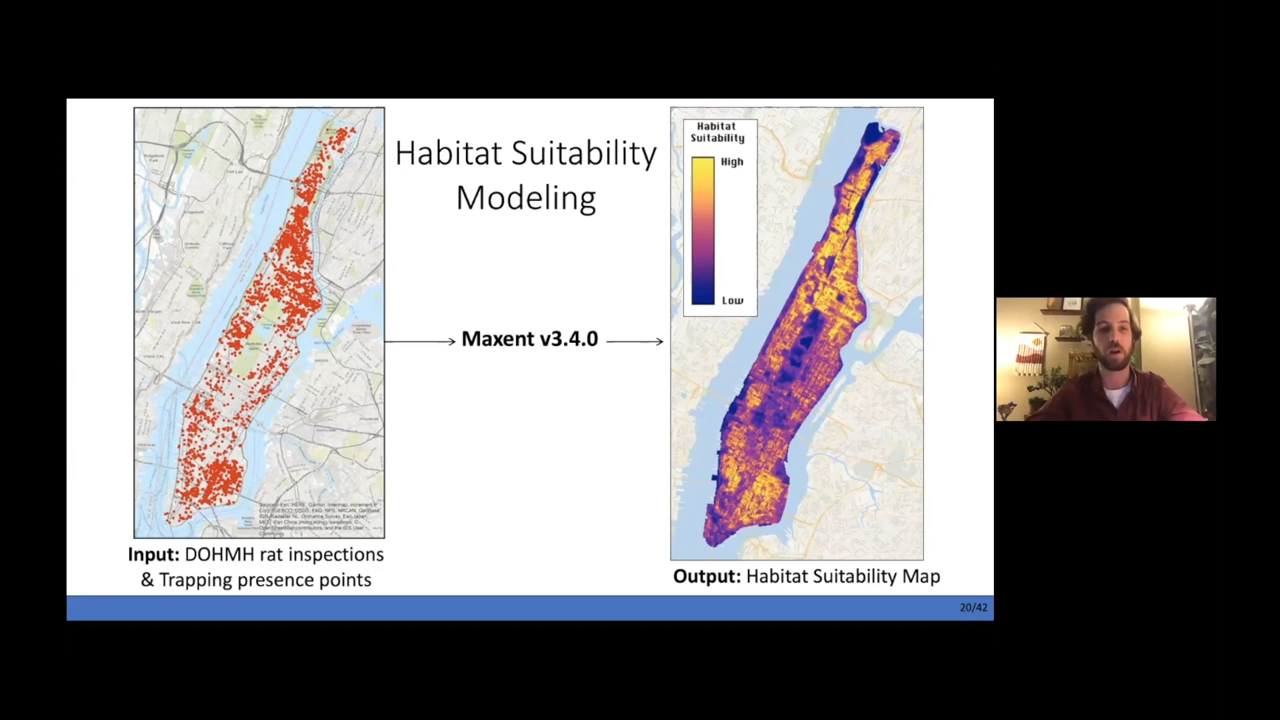 Habitat Suitability
Modeling
Habitat
Suitability
High
Low
Maxent v3.4.0
Input: DOHMH rat inspections
& Trapping presence points
Output: Habitat Suitability Map
20/42